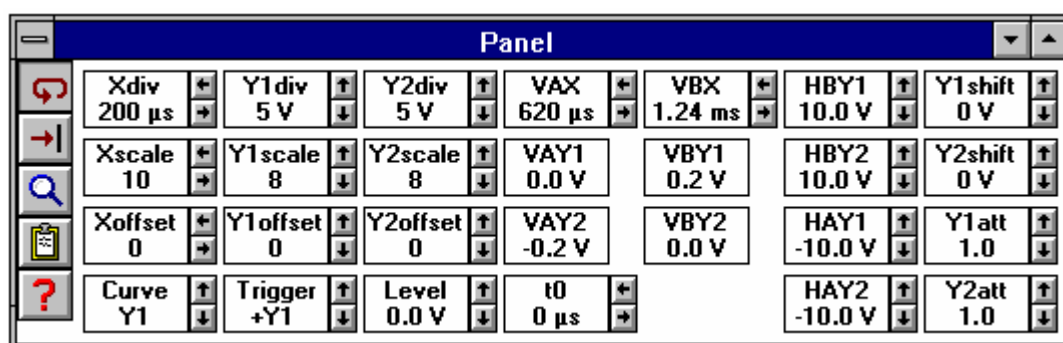 Panel
Xdiv Y1div Y2div VAX VBX HBY1 Y1shift
200 µs 5 V 5 V 620 µs 1.24 ms 10.0 V 0 V
Xscale Y1scale Y2scale VAY1 VBY1 HBY2 Y2shift
10 8 8 0.0 V 0.2 V 10.0 V 0 V
Xoffset Y1offset Y2offset VAY2 VBY2 HAY1 Y1att
0 0 0 -0.2 V 0.0 V -10.0 V 1.0
Curve Trigger Level t0 HAY2 Y2att
Y1 +Y1 0.0 V 0 µs -10.0 V 1.0